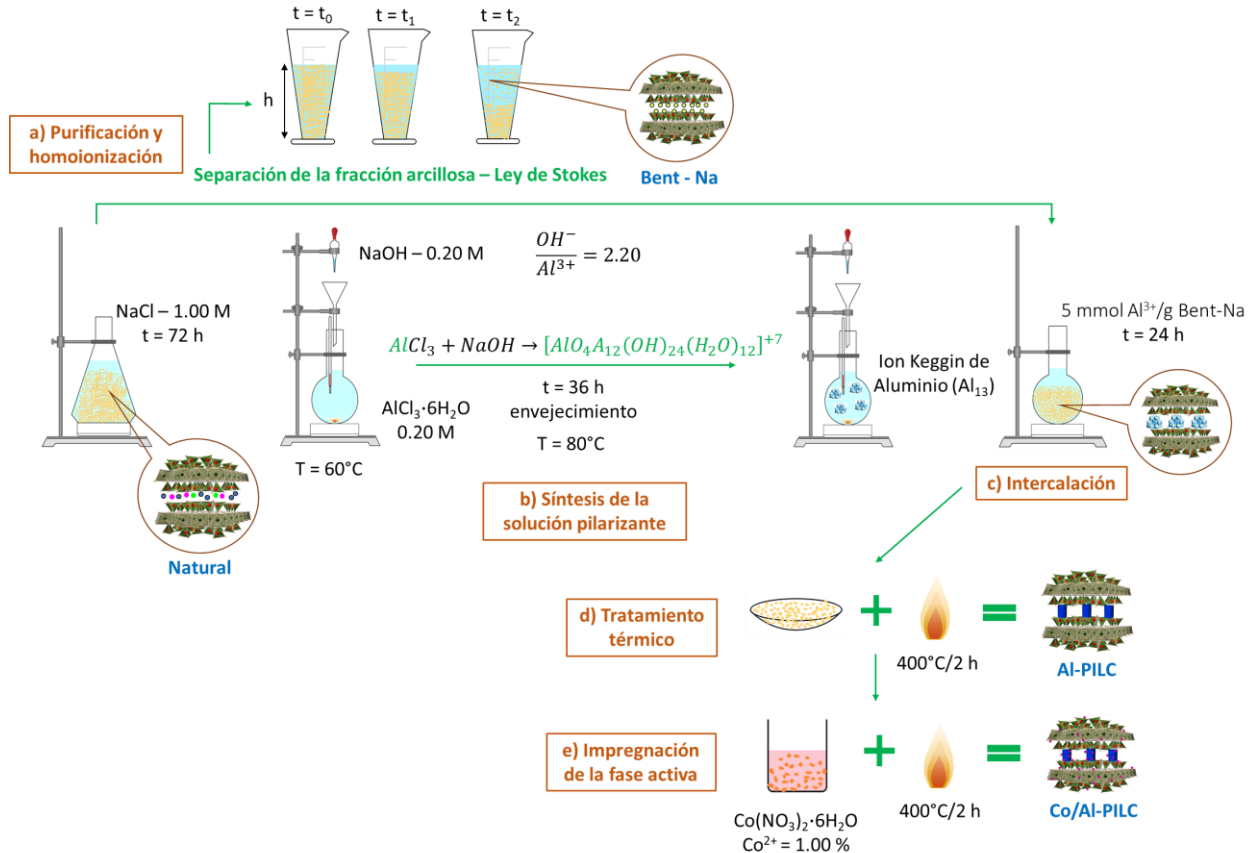 t = t₀
t = t₁
t = t₂
h
a) Purificación y
homoionización
Separación de la fracción arcillosa – Ley de Stokes
Bent - Na
NaCl – 1.00 M
t = 72 h
Natural
NaOH – 0.20 M
OH⁻/Al³⁺ = 2.20
AlCl₃ + NaOH → [AlO₄A₁₂(OH)₂₄(H₂O)₁₂]⁺⁷
t = 36 h
envejecimiento
T = 80°C
AlCl₃·6H₂O
0.20 M
T = 60°C
b) Síntesis de la
solución pilarizante
Ion Keggin de
Aluminio (Al₁₃)
5 mmol Al³⁺/g Bent-Na
t = 24 h
c) Intercalación
d) Tratamiento
térmico
400°C/2 h
Al-PILC
e) Impregnación
de la fase activa
Co(NO₃)₂·6H₂O
Co²⁺ = 1.00 %
400°C/2 h
Co/Al-PILC